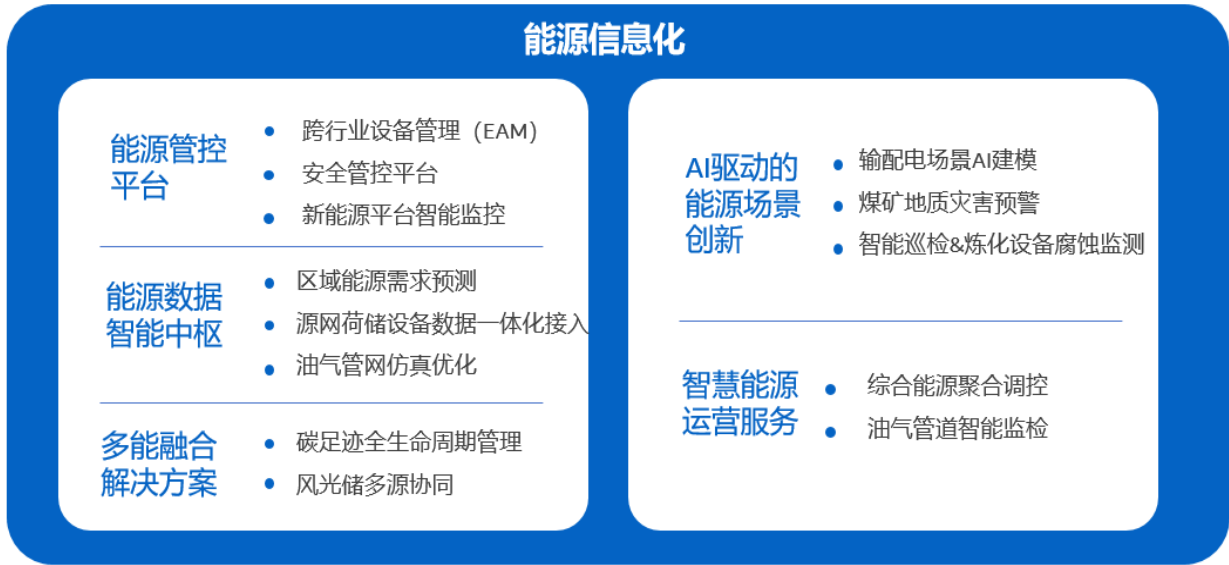 能源信息化
能源管控
平台
跨行业设备管理（EAM）
安全管控平台
新能源平台智能监控
能源数据
智能中枢
区域能源需求预测
源网荷储设备数据一体化接入
油气管网仿真优化
多能融合
解决方案
碳足迹全生命周期管理
风光储多源协同
AI驱动的
能源场景
创新
输配电场景AI建模
煤矿地质灾害预警
智能巡检&炼化设备腐蚀监测
智慧能源
运营服务
综合能源聚合调控
油气管道智能监检